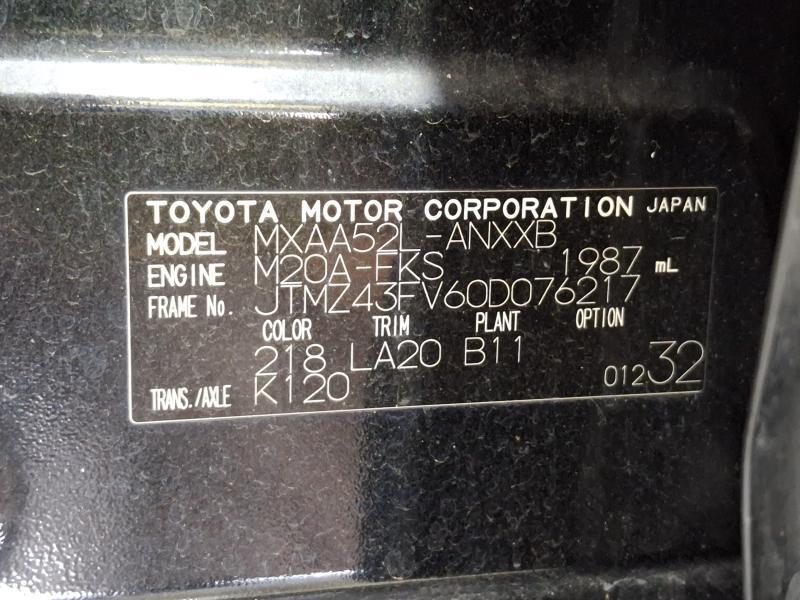 TOYOTA MOTOR CORPORATION JAPAN
MODEL MXAA52L-ANXXB
ENGINE M20A-FKS 1987 mL
FRAME No. JTMZ43FV60D076217
COLOR TRIM PLANT OPTION
218 LA20 B11
TRANS./AXLE K120 01232